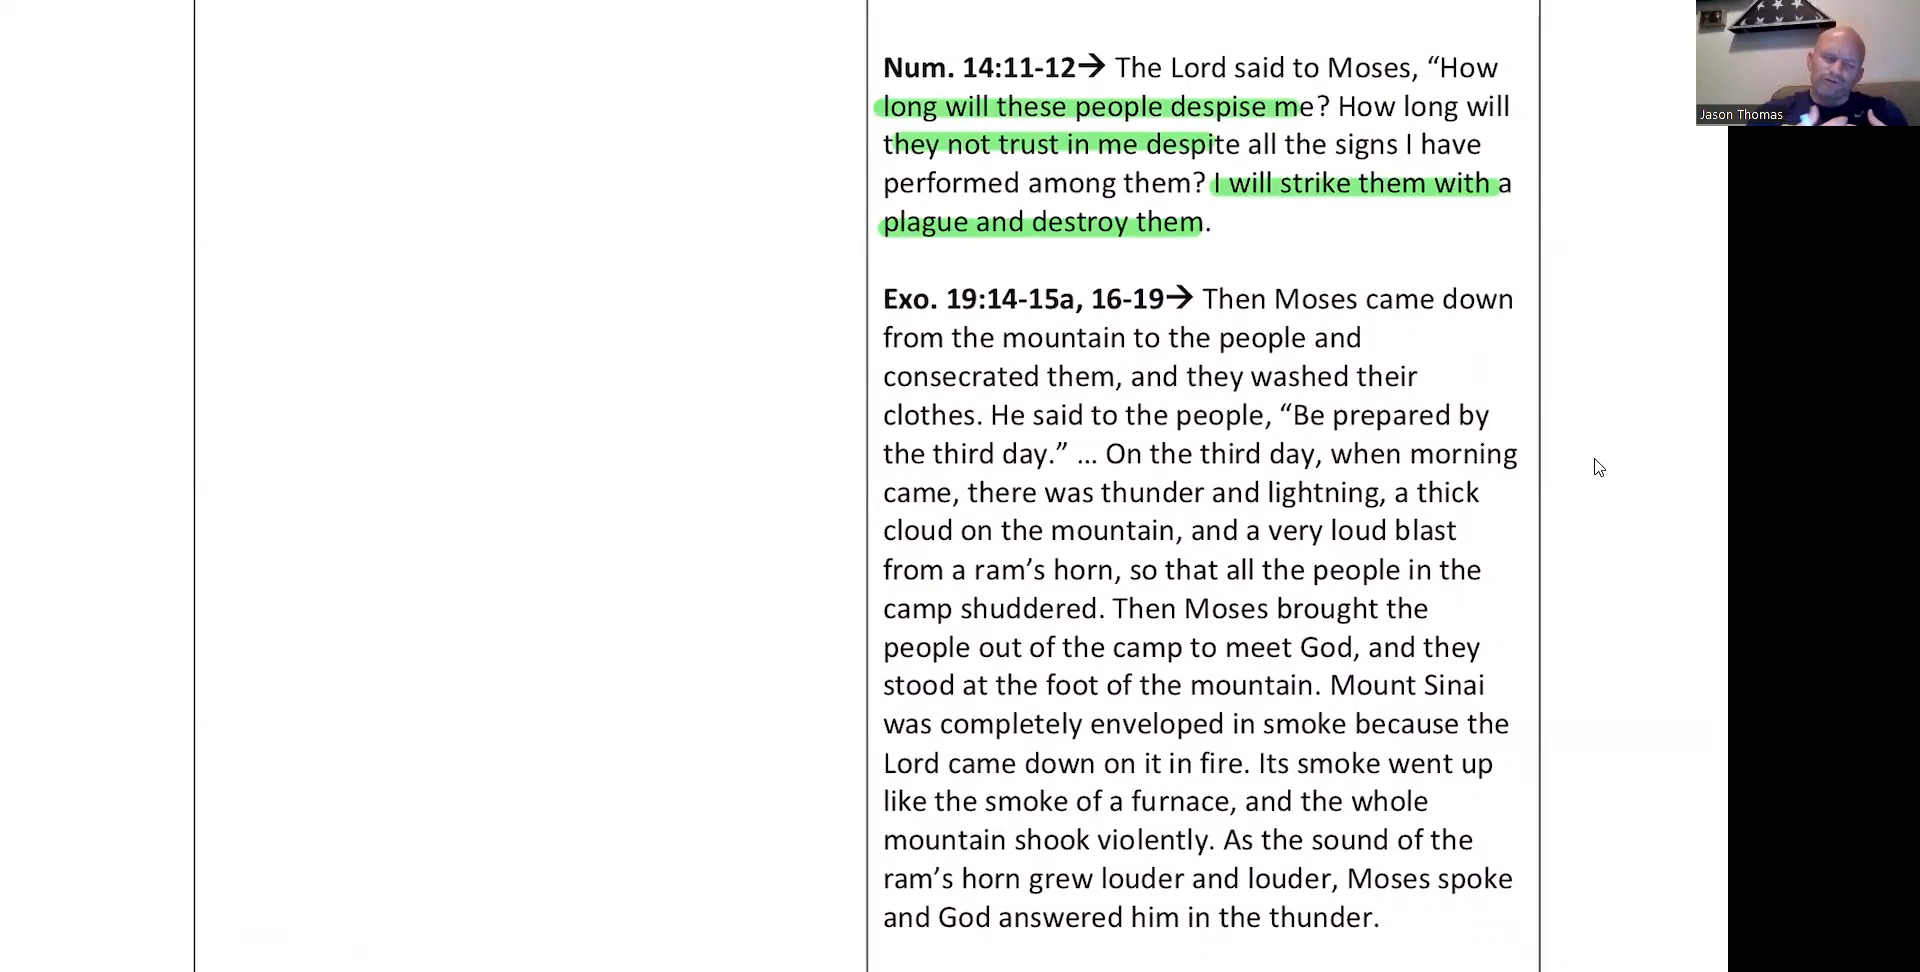 Num. 14:11-12→ The Lord said to Moses, “How
long will these people despise me? How long will
they not trust in me despite all the signs I have
performed among them? I will strike them with a
plague and destroy them.
Exo. 19:14-15a, 16-19→ Then Moses came down
from the mountain to the people and
consecrated them, and they washed their
clothes. He said to the people, “Be prepared by
the third day.” … On the third day, when morning
came, there was thunder and lightning, a thick
cloud on the mountain, and a very loud blast
from a ram’s horn, so that all the people in the
camp shuddered. Then Moses brought the
people out of the camp to meet God, and they
stood at the foot of the mountain. Mount Sinai
was completely enveloped in smoke because the
Lord came down on it in fire. Its smoke went up
like the smoke of a furnace, and the whole
mountain shook violently. As the sound of the
ram’s horn grew louder and louder, Moses spoke
and God answered him in the thunder.
Jason Thomas